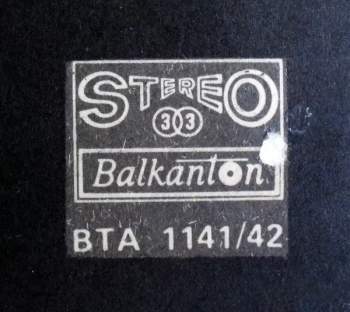 STEREO
33
Balkanton
BTA 1141/42